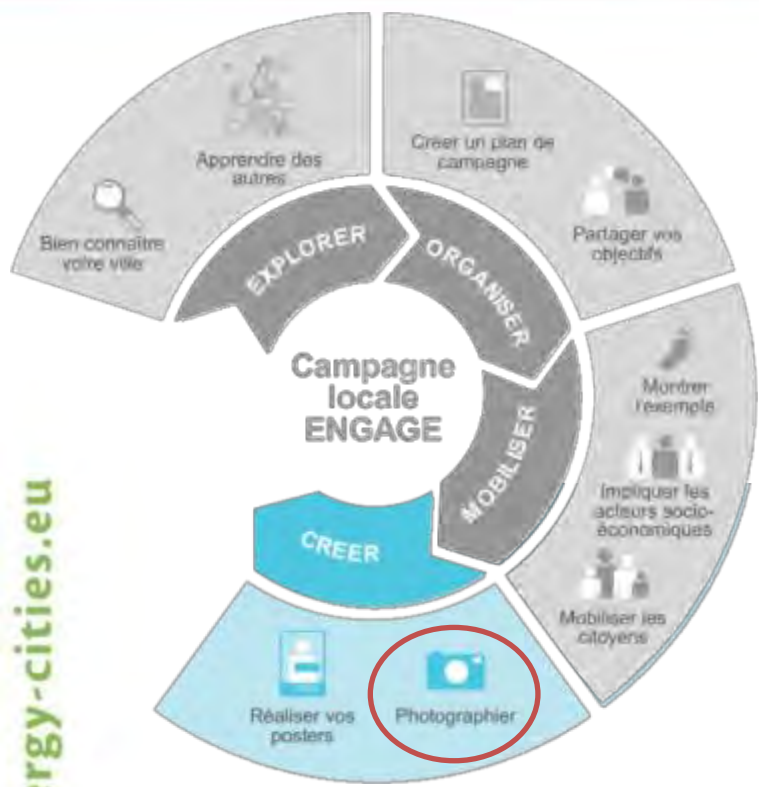 Apprendre des
autres
Bien connaître
votre ville
EXPLORER
Créer un plan de
campagne
Partager vos
objectifs
ORGANISER
Montrer
l'exemple
Impliquer les
acteurs socio-
économiques
Mobiliser les
citoyens
MOBILISER
Campagne
locale
ENGAGE
CREER
Réaliser vos
posters
Photographier
rgy-cities.eu